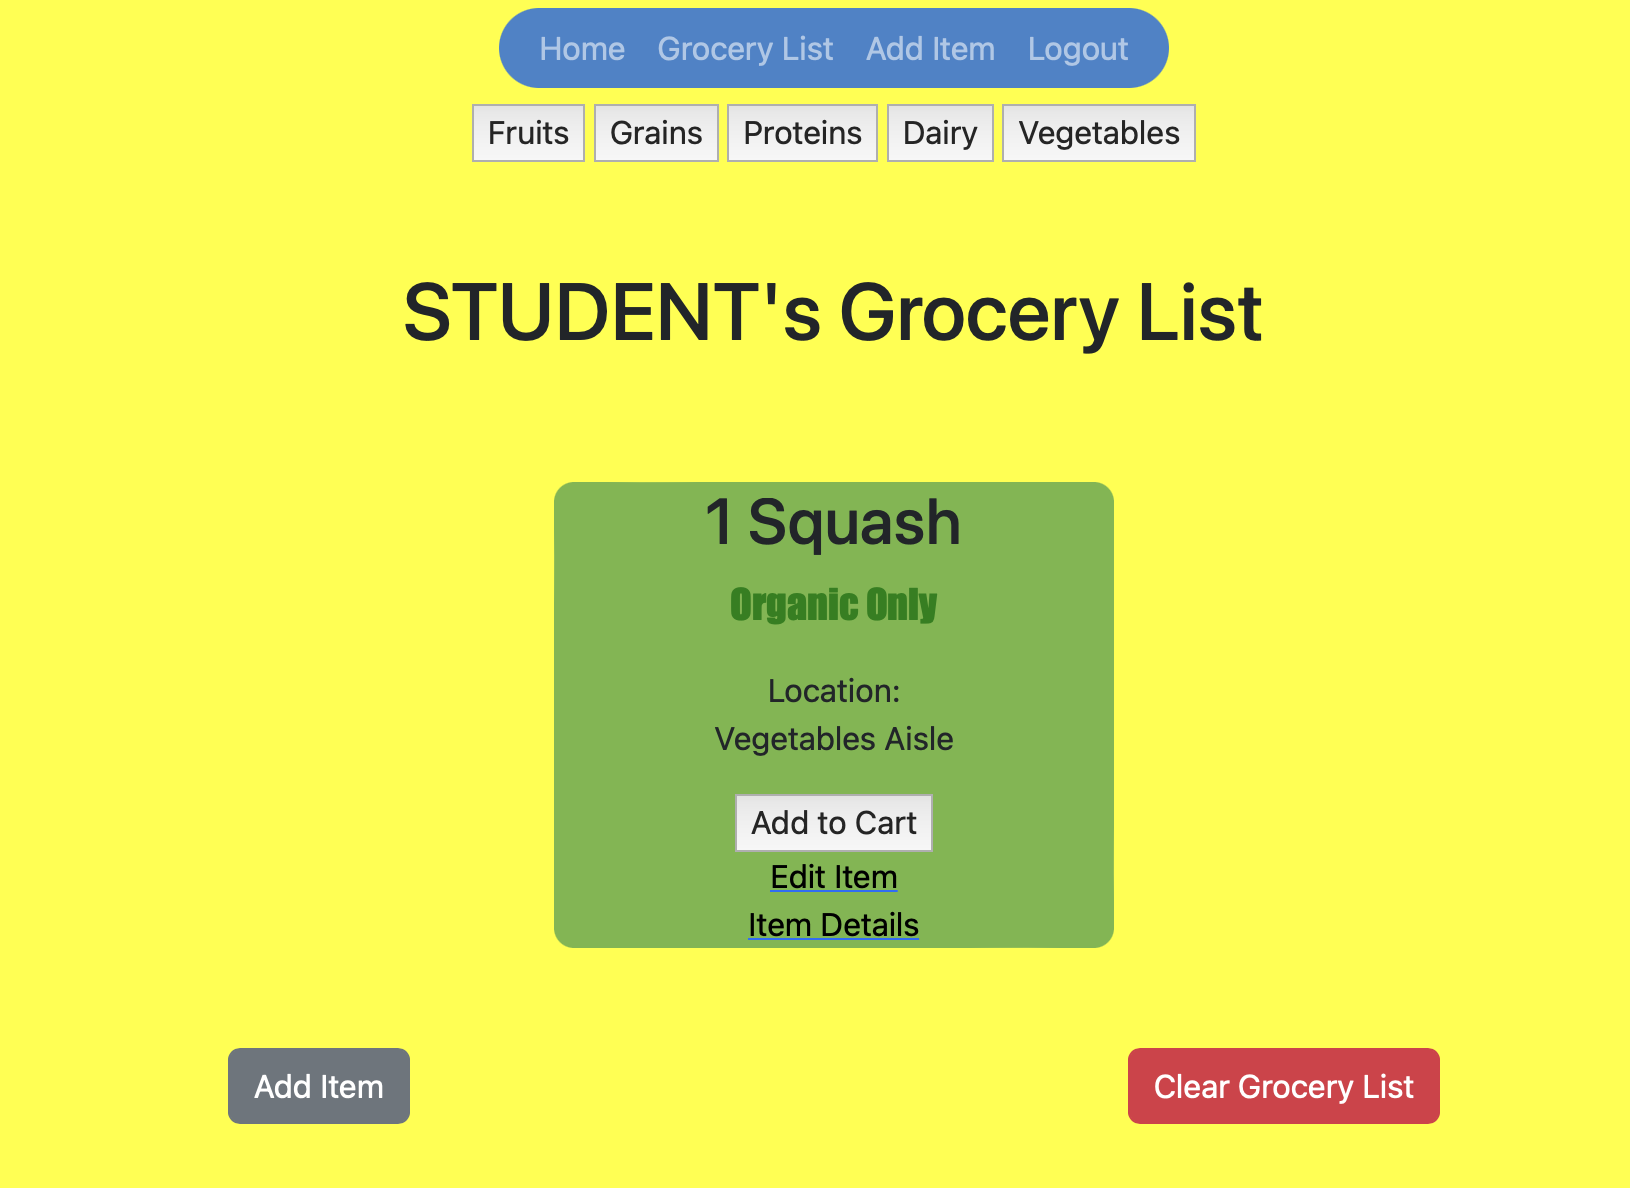 Home Grocery List Add Item Logout
Fruits Grains Proteins Dairy Vegetables
STUDENT's Grocery List
1 Squash
Organic Only
Location:
Vegetables Aisle
Add to Cart
Edit Item
Item Details
Add Item Clear Grocery List